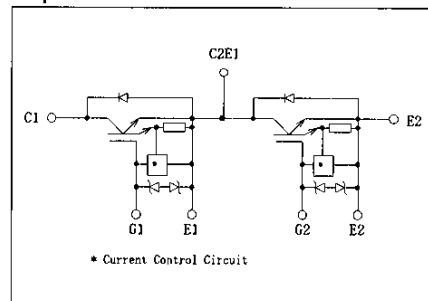 C2E1
C1
E2
G1 E1 G2 E2
* Current Control Circuit